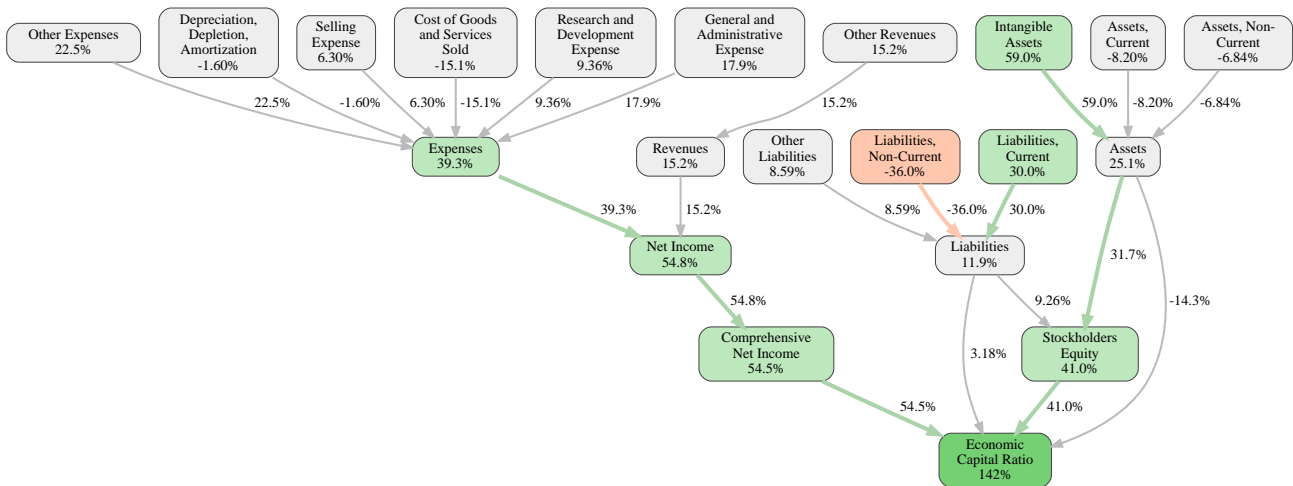 Other Expenses
22.5%
Depreciation,
Depletion,
Amortization
-1.60%
Selling
Expense
6.30%
Cost of Goods
and Services
Sold
-15.1%
Research and
Development
Expense
9.36%
General and
Administrative
Expense
17.9%
Other Revenues
15.2%
Intangible
Assets
59.0%
Assets,
Current
-8.20%
Assets, Non-
Current
-6.84%
22.5%
-1.60%
6.30%
-15.1%
9.36%
17.9%
15.2%
59.0%
-8.20%
-6.84%
Expenses
39.3%
Revenues
15.2%
Other
Liabilities
8.59%
Liabilities,
Non-Current
-36.0%
Liabilities,
Current
30.0%
Assets
25.1%
39.3%
15.2%
8.59%
-36.0%
30.0%
Net Income
54.8%
Liabilities
11.9%
31.7%
54.8%
9.26%
-14.3%
Comprehensive
Net Income
54.5%
3.18%
Stockholders
Equity
41.0%
54.5%
41.0%
Economic
Capital Ratio
142%